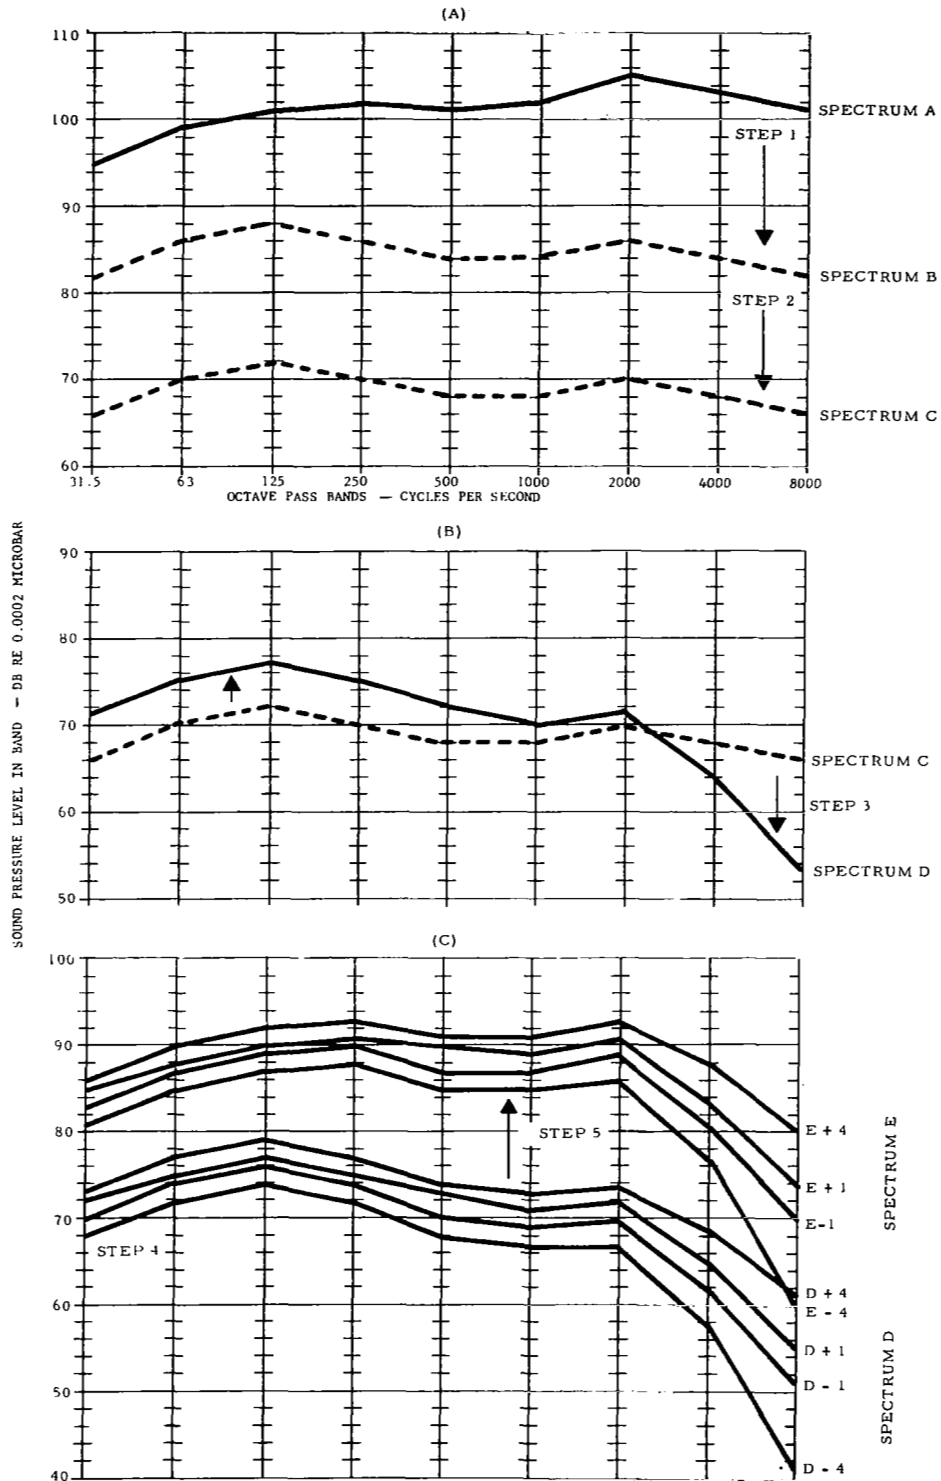 (A)
110
100
90
80
70
60
SPECTRUM A
STEP 1
SPECTRUM B
STEP 2
SPECTRUM C
31.5 63 125 250 500 1000 2000 4000 8000
OCTAVE PASS BANDS — CYCLES PER SECOND
SOUND PRESSURE LEVEL IN BAND — DB RE 0.0002 MICROBAR
(B)
90
80
70
60
50
SPECTRUM C
STEP 3
SPECTRUM D
(C)
100
90
80
70
60
50
40
STEP 5
STEP 4
E + 4
E + 1
E - 1
D + 4
E - 4
D + 1
D - 1
D - 4
SPECTRUM E
SPECTRUM D